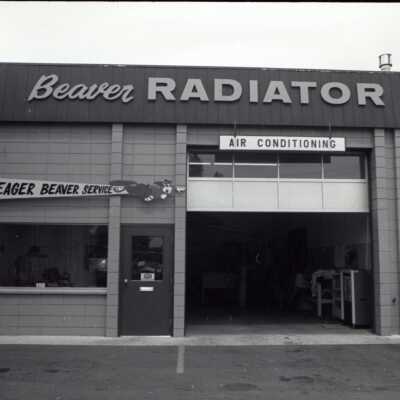 Beaver RADIATOR
AIR CONDITIONING
EAGER BEAVER SERVICE